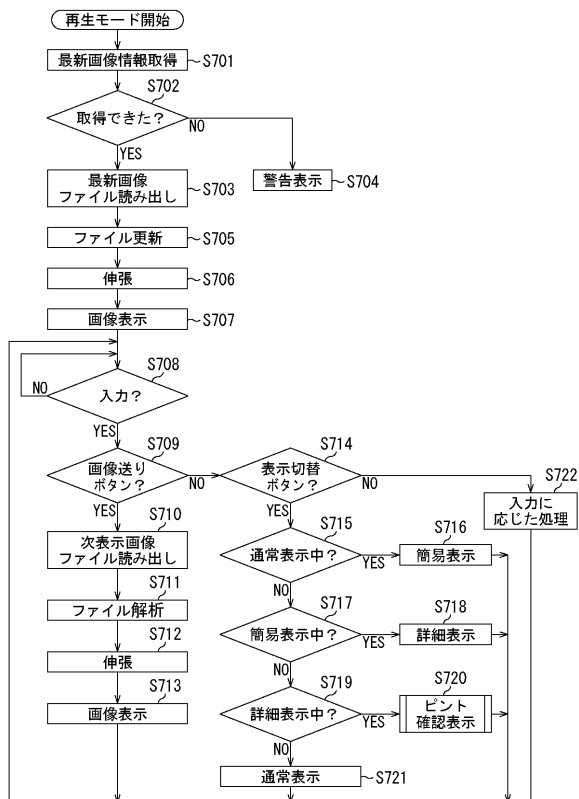 再生モード開始
最新画像情報取得
S701
S702
取得できた?
NO
YES
最新画像
ファイル読み出し
S703
警告表示
S704
ファイル更新
S705
伸張
S706
画像表示
S707
S708
入力?
NO
YES
S709
画像送り
ボタン?
NO
YES
S714
表示切替
ボタン?
NO
YES
S722
入力に
応じた処理
S710
次表示画像
ファイル読み出し
S715
通常表示中?
YES
NO
S716
簡易表示
S711
ファイル解析
S717
簡易表示中?
YES
NO
S718
詳細表示
S712
伸張
S713
画像表示
S719
詳細表示中?
YES
NO
S720
ピント
確認表示
通常表示
S721